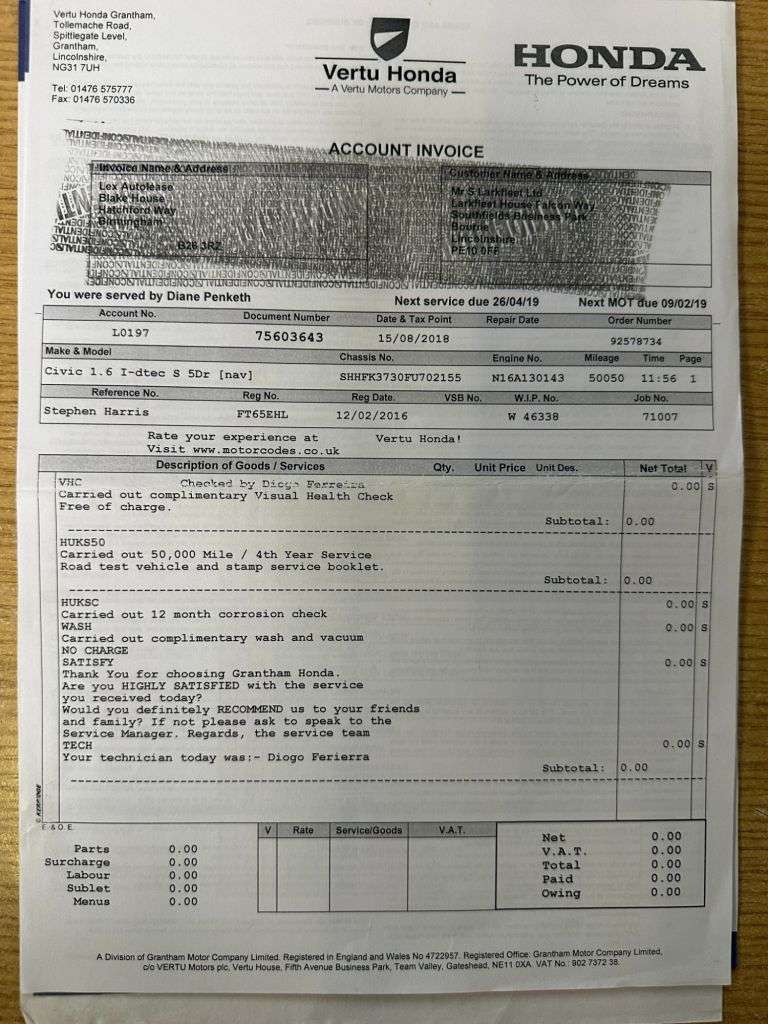 Vertu Honda Grantham,
Tollemache Road,
Spittlegate Level,
Grantham,
Lincolnshire,
NG31 7UH
Tel: 01476 575777
Fax: 01476 570336
Vertu Honda
A Vertu Motors Company
HONDA
The Power of Dreams
ACCOUNT INVOICE
Invoice Name & Address
Lex Autolease
Blake House
Hatchford Way
Birmingham
B26 3RZ
Customer Name & Address
Mr S Larkfleet Ltd
Larkfleet House Falcon Way
Southfields Business Park
Bourne
Lincolnshire
PE10 0FF
You were served by Diane Penketh
Next service due 26/04/19 Next MOT due 09/02/19
Account No. Document Number Date & Tax Point Repair Date Order Number
L0197 75603643 15/08/2018 92578734
Make & Model Chassis No. Engine No. Mileage Time Page
Civic 1.6 I-dtec S 5Dr [nav] SHHFK3730FU702155 N16A130143 50050 11:56 1
Reference No. Reg No. Reg Date. VSB No. W.I.P. No. Job No.
Stephen Harris FT65EHL 12/02/2016 W 46338 71007
Rate your experience at Vertu Honda!
Visit www.motorcodes.co.uk
Description of Goods / Services Qty. Unit Price Unit Des. Net Total V
VHC Checked by Diogo Ferreira 0.00 S
Carried out complimentary Visual Health Check
Free of charge.
Subtotal: 0.00
HUKS50
Carried out 50,000 Mile / 4th Year Service
Road test vehicle and stamp service booklet.
Subtotal: 0.00
HUKSC 0.00 S
Carried out 12 month corrosion check
WASH 0.00 S
Carried out complimentary wash and vacuum
NO CHARGE
SATISFY 0.00 S
Thank You for choosing Grantham Honda.
Are you HIGHLY SATISFIED with the service
you received today?
Would you definitely RECOMMEND us to your friends
and family? If not please ask to speak to the
Service Manager. Regards, the service team
TECH 0.00 S
Your technician today was:- Diogo Ferierra
Subtotal: 0.00
© KERRIDGE
E. & O. E.
Parts 0.00
Surcharge 0.00
Labour 0.00
Sublet 0.00
Menus 0.00
V Rate Service/Goods V.A.T.
Net 0.00
V.A.T. 0.00
Total 0.00
Paid 0.00
Owing 0.00
A Division of Grantham Motor Company Limited. Registered in England and Wales No 4722957. Registered Office: Grantham Motor Company Limited,
c/o VERTU Motors plc, Vertu House, Fifth Avenue Business Park, Team Valley, Gateshead, NE11 0XA. VAT No.: 902 7372 38.